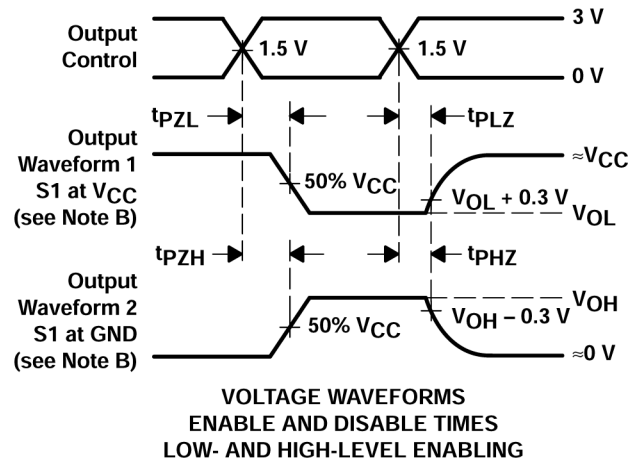 Output
Control
3 V
1.5 V
1.5 V
0 V
tPZL
tPLZ
Output
Waveform 1
S1 at VCC
(see Note B)
≈VCC
50% VCC
VOL + 0.3 V
VOL
tPZH
tPHZ
Output
Waveform 2
S1 at GND
(see Note B)
VOH
50% VCC
VOH – 0.3 V
≈0 V
VOLTAGE WAVEFORMS
ENABLE AND DISABLE TIMES
LOW- AND HIGH-LEVEL ENABLING